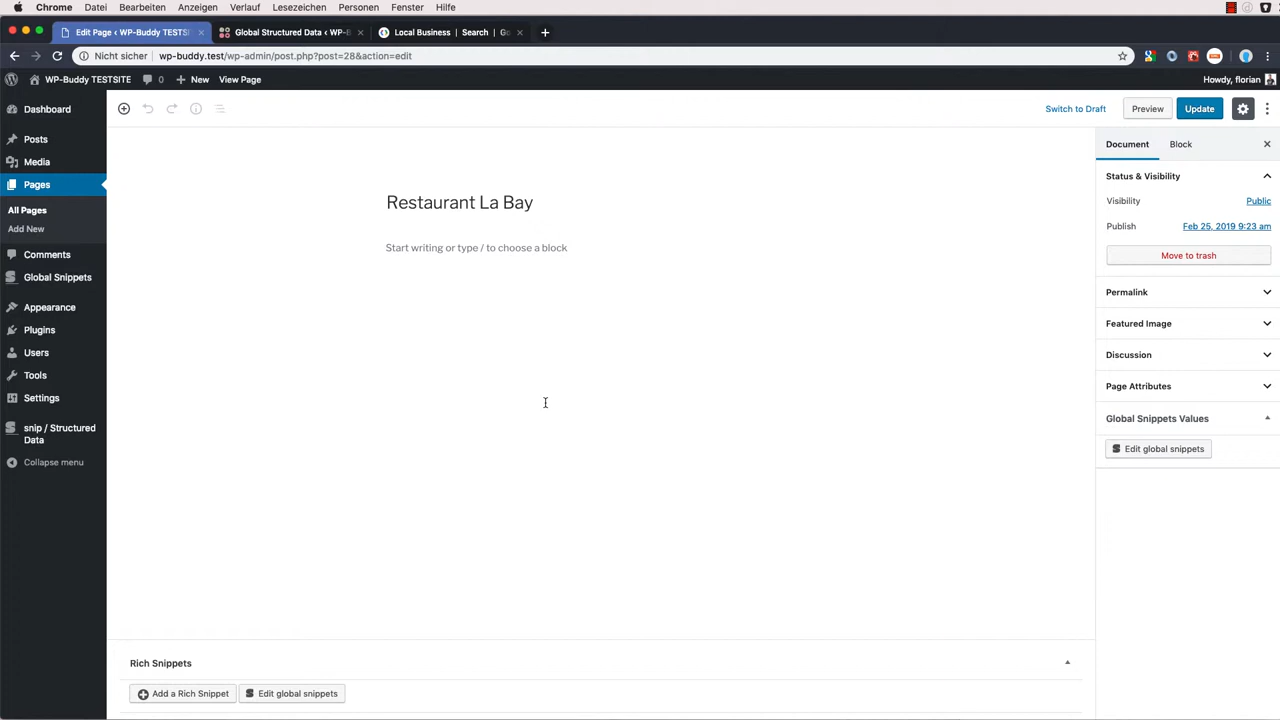 Chrome Datei Bearbeiten Anzeigen Verlauf Lesezeichen Personen Fenster Hilfe
Edit Page ‹ WP-Buddy TESTSI
Global Structured Data ‹ WP-B
Local Business | Search | Go
Nicht sicher wp-buddy.test/wp-admin/post.php?post=28&action=edit
WP-Buddy TESTSITE 0 New View Page Howdy, florian
Dashboard
Posts
Media
Pages
All Pages
Add New
Comments
Global Snippets
Appearance
Plugins
Users
Tools
Settings
snip / Structured
Data
Collapse menu
Switch to Draft Preview Update
Restaurant La Bay
Start writing or type / to choose a block
Document Block
Status & Visibility
Visibility Public
Publish Feb 25, 2019 9:23 am
Move to trash
Permalink
Featured Image
Discussion
Page Attributes
Global Snippets Values
Edit global snippets
Rich Snippets
Add a Rich Snippet Edit global snippets